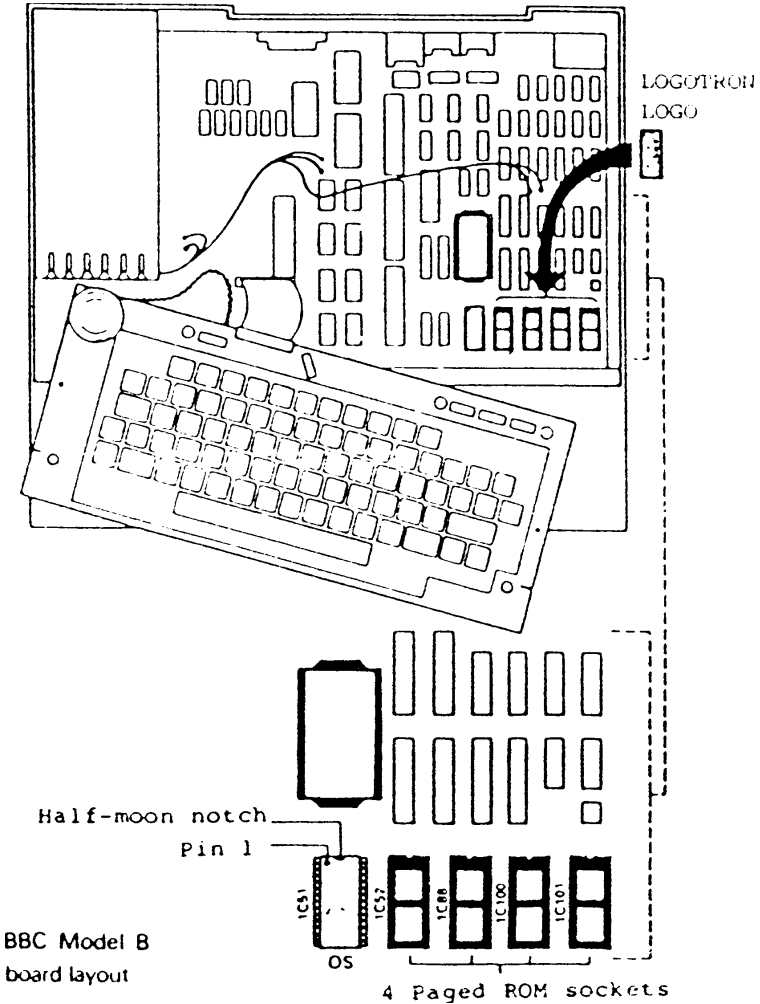 LOGOTRON
LOGO
Half-moon notch
Pin 1
IC51
IC57
IC88
IC100
IC101
OS
BBC Model B
board layout
4 Paged ROM sockets